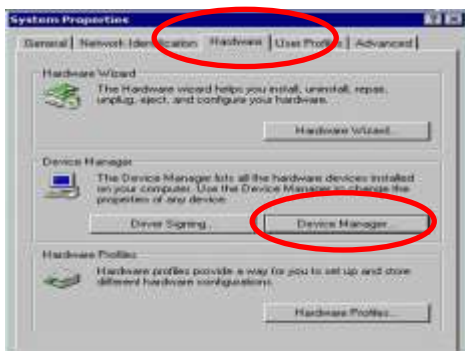 System Properties
General Network Identification Hardware User Profiles Advanced
Hardware Wizard
The Hardware wizard helps you install, uninstall, repair,
unplug, eject, and configure your hardware.
Hardware Wizard...
Device Manager
The Device Manager lists all the hardware devices installed
on your computer. Use the Device Manager to change the
properties of any device.
Driver Signing... Device Manager...
Hardware Profiles
Hardware profiles provide a way for you to set up and store
different hardware configurations.
Hardware Profiles...